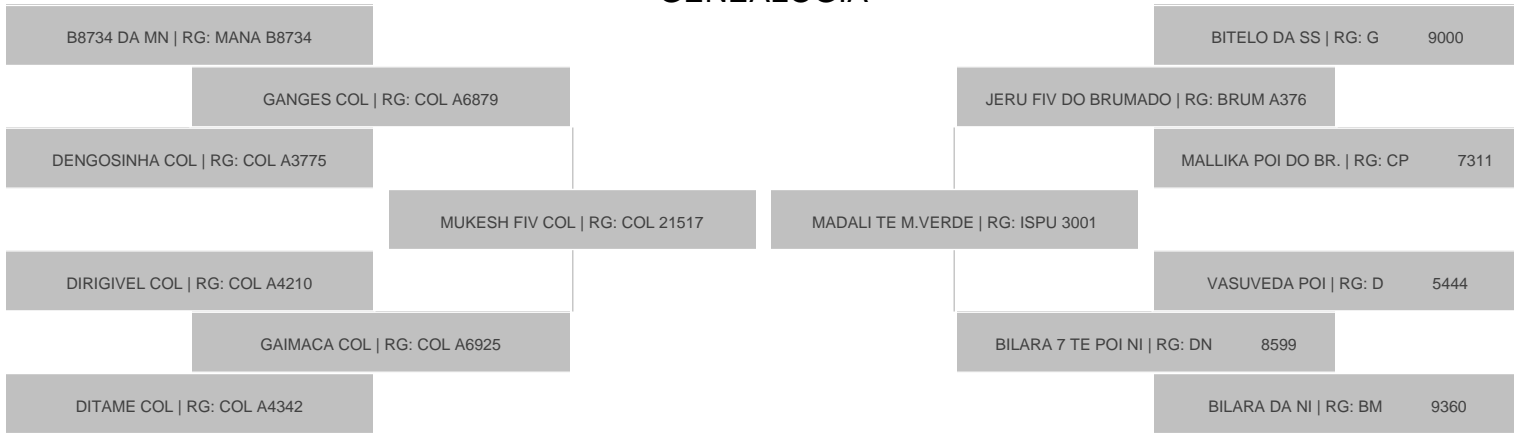 B8734 DA MN | RG: MANA B8734
BITELO DA SS | RG: G 9000
GANGES COL | RG: COL A6879
JERU FIV DO BRUMADO | RG: BRUM A376
DENGOSINHA COL | RG: COL A3775
MALLIKA POI DO BR. | RG: CP 7311
MUKESH FIV COL | RG: COL 21517
MADALI TE M.VERDE | RG: ISPU 3001
DIRIGIVEL COL | RG: COL A4210
VASUVEDA POI | RG: D 5444
GAIMACA COL | RG: COL A6925
BILARA 7 TE POI NI | RG: DN 8599
DITAME COL | RG: COL A4342
BILARA DA NI | RG: BM 9360